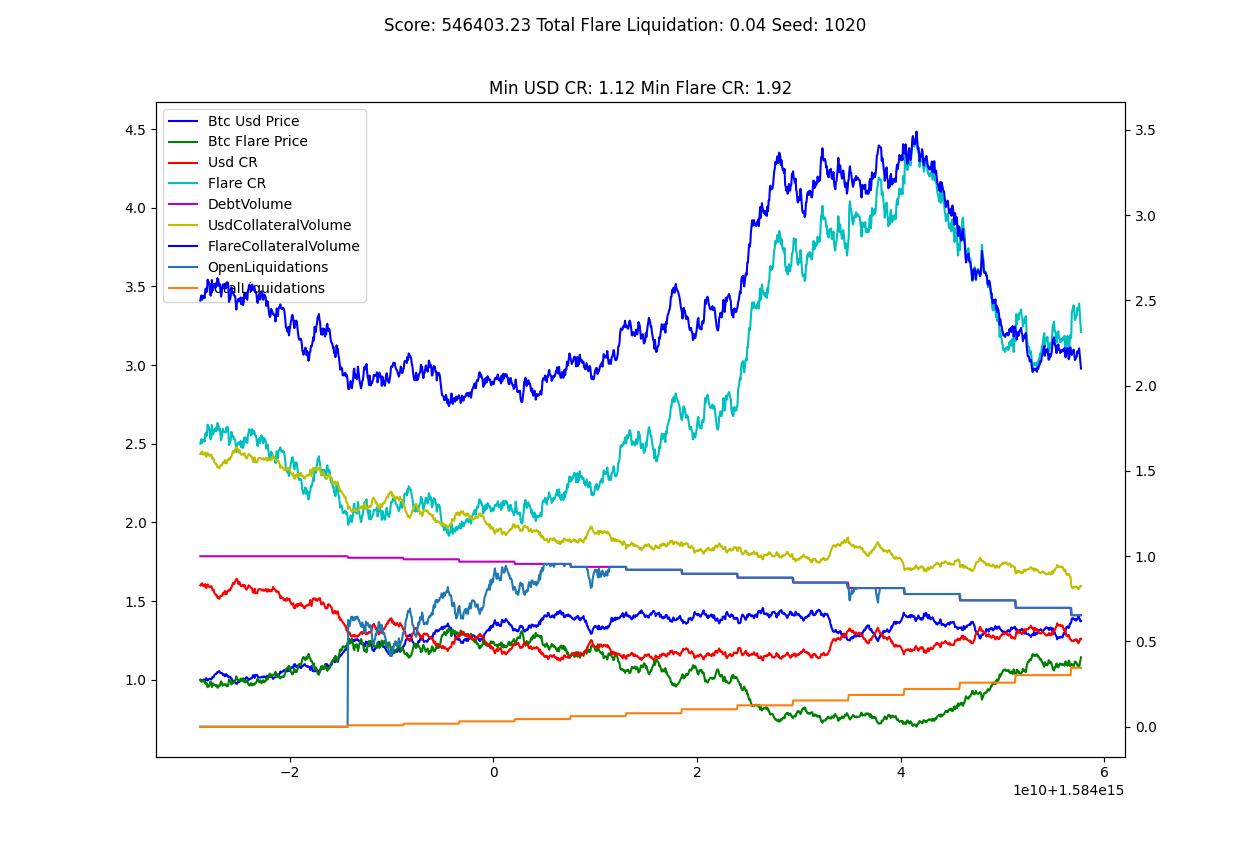 Score: 546403.23 Total Flare Liquidation: 0.04 Seed: 1020
Min USD CR: 1.12 Min Flare CR: 1.92
Btc Usd Price
Btc Flare Price
Usd CR
Flare CR
DebtVolume
UsdCollateralVolume
FlareCollateralVolume
OpenLiquidations
TotalLiquidations
4.5
4.0
3.5
3.0
2.5
2.0
1.5
1.0
3.5
3.0
2.5
2.0
1.5
1.0
0.5
0.0
−2
0
2
4
6
1e10+1.584e15